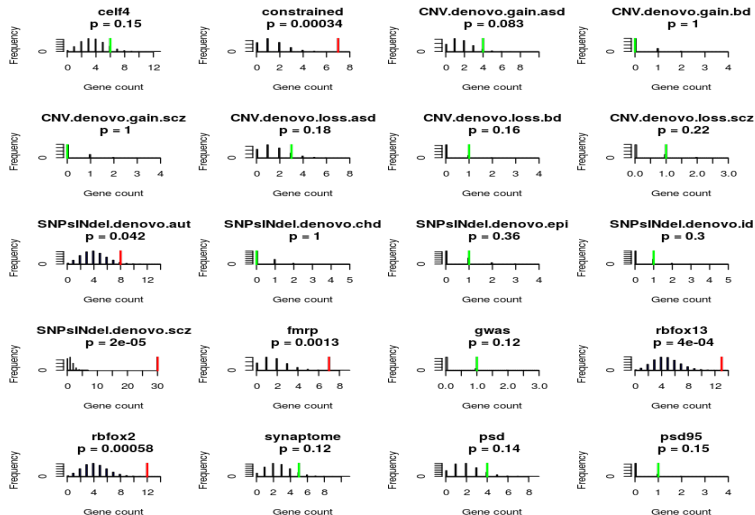 celf4
p = 0.15
Frequency
0
0 2 4 6 8 12
Gene count
constrained
p = 0.00034
Frequency
0
0 2 4 6 8
Gene count
CNV.denovo.gain.asd
p = 0.083
Frequency
0
0 2 4 6 8
Gene count
CNV.denovo.gain.bd
p = 1
Frequency
0
0 1 2 3 4
Gene count
CNV.denovo.gain.scz
p = 1
Frequency
0
0 1 2 3 4
Gene count
CNV.denovo.loss.asd
p = 0.18
Frequency
0
0 2 4 6 8
Gene count
CNV.denovo.loss.bd
p = 0.16
Frequency
0
0 1 2 3 4
Gene count
CNV.denovo.loss.scz
p = 0.22
Frequency
0
0.0 1.0 2.0 3.0
Gene count
SNPsINdel.denovo.aut
p = 0.042
Frequency
0
0 2 4 6 8 12
Gene count
SNPsINdel.denovo.chd
p = 1
Frequency
0
0 1 2 3 4 5
Gene count
SNPsINdel.denovo.epi
p = 0.36
Frequency
0
0 1 2 3 4
Gene count
SNPsINdel.denovo.id
p = 0.3
Frequency
0
0 1 2 3 4 5
Gene count
SNPsINdel.denovo.scz
p = 2e-05
Frequency
0
0 10 20 30
Gene count
fmrp
p = 0.0013
Frequency
0
0 2 4 6 8
Gene count
gwas
p = 0.12
Frequency
0
0.0 1.0 2.0 3.0
Gene count
rbfox13
p = 4e-04
Frequency
0
0 4 8 12
Gene count
rbfox2
p = 0.00058
Frequency
0
0 4 8 12
Gene count
synaptome
p = 0.12
Frequency
0
0 2 4 6 8
Gene count
psd
p = 0.14
Frequency
0
0 2 4 6 8
Gene count
psd95
p = 0.15
Frequency
0
0 1 2 3 4
Gene count